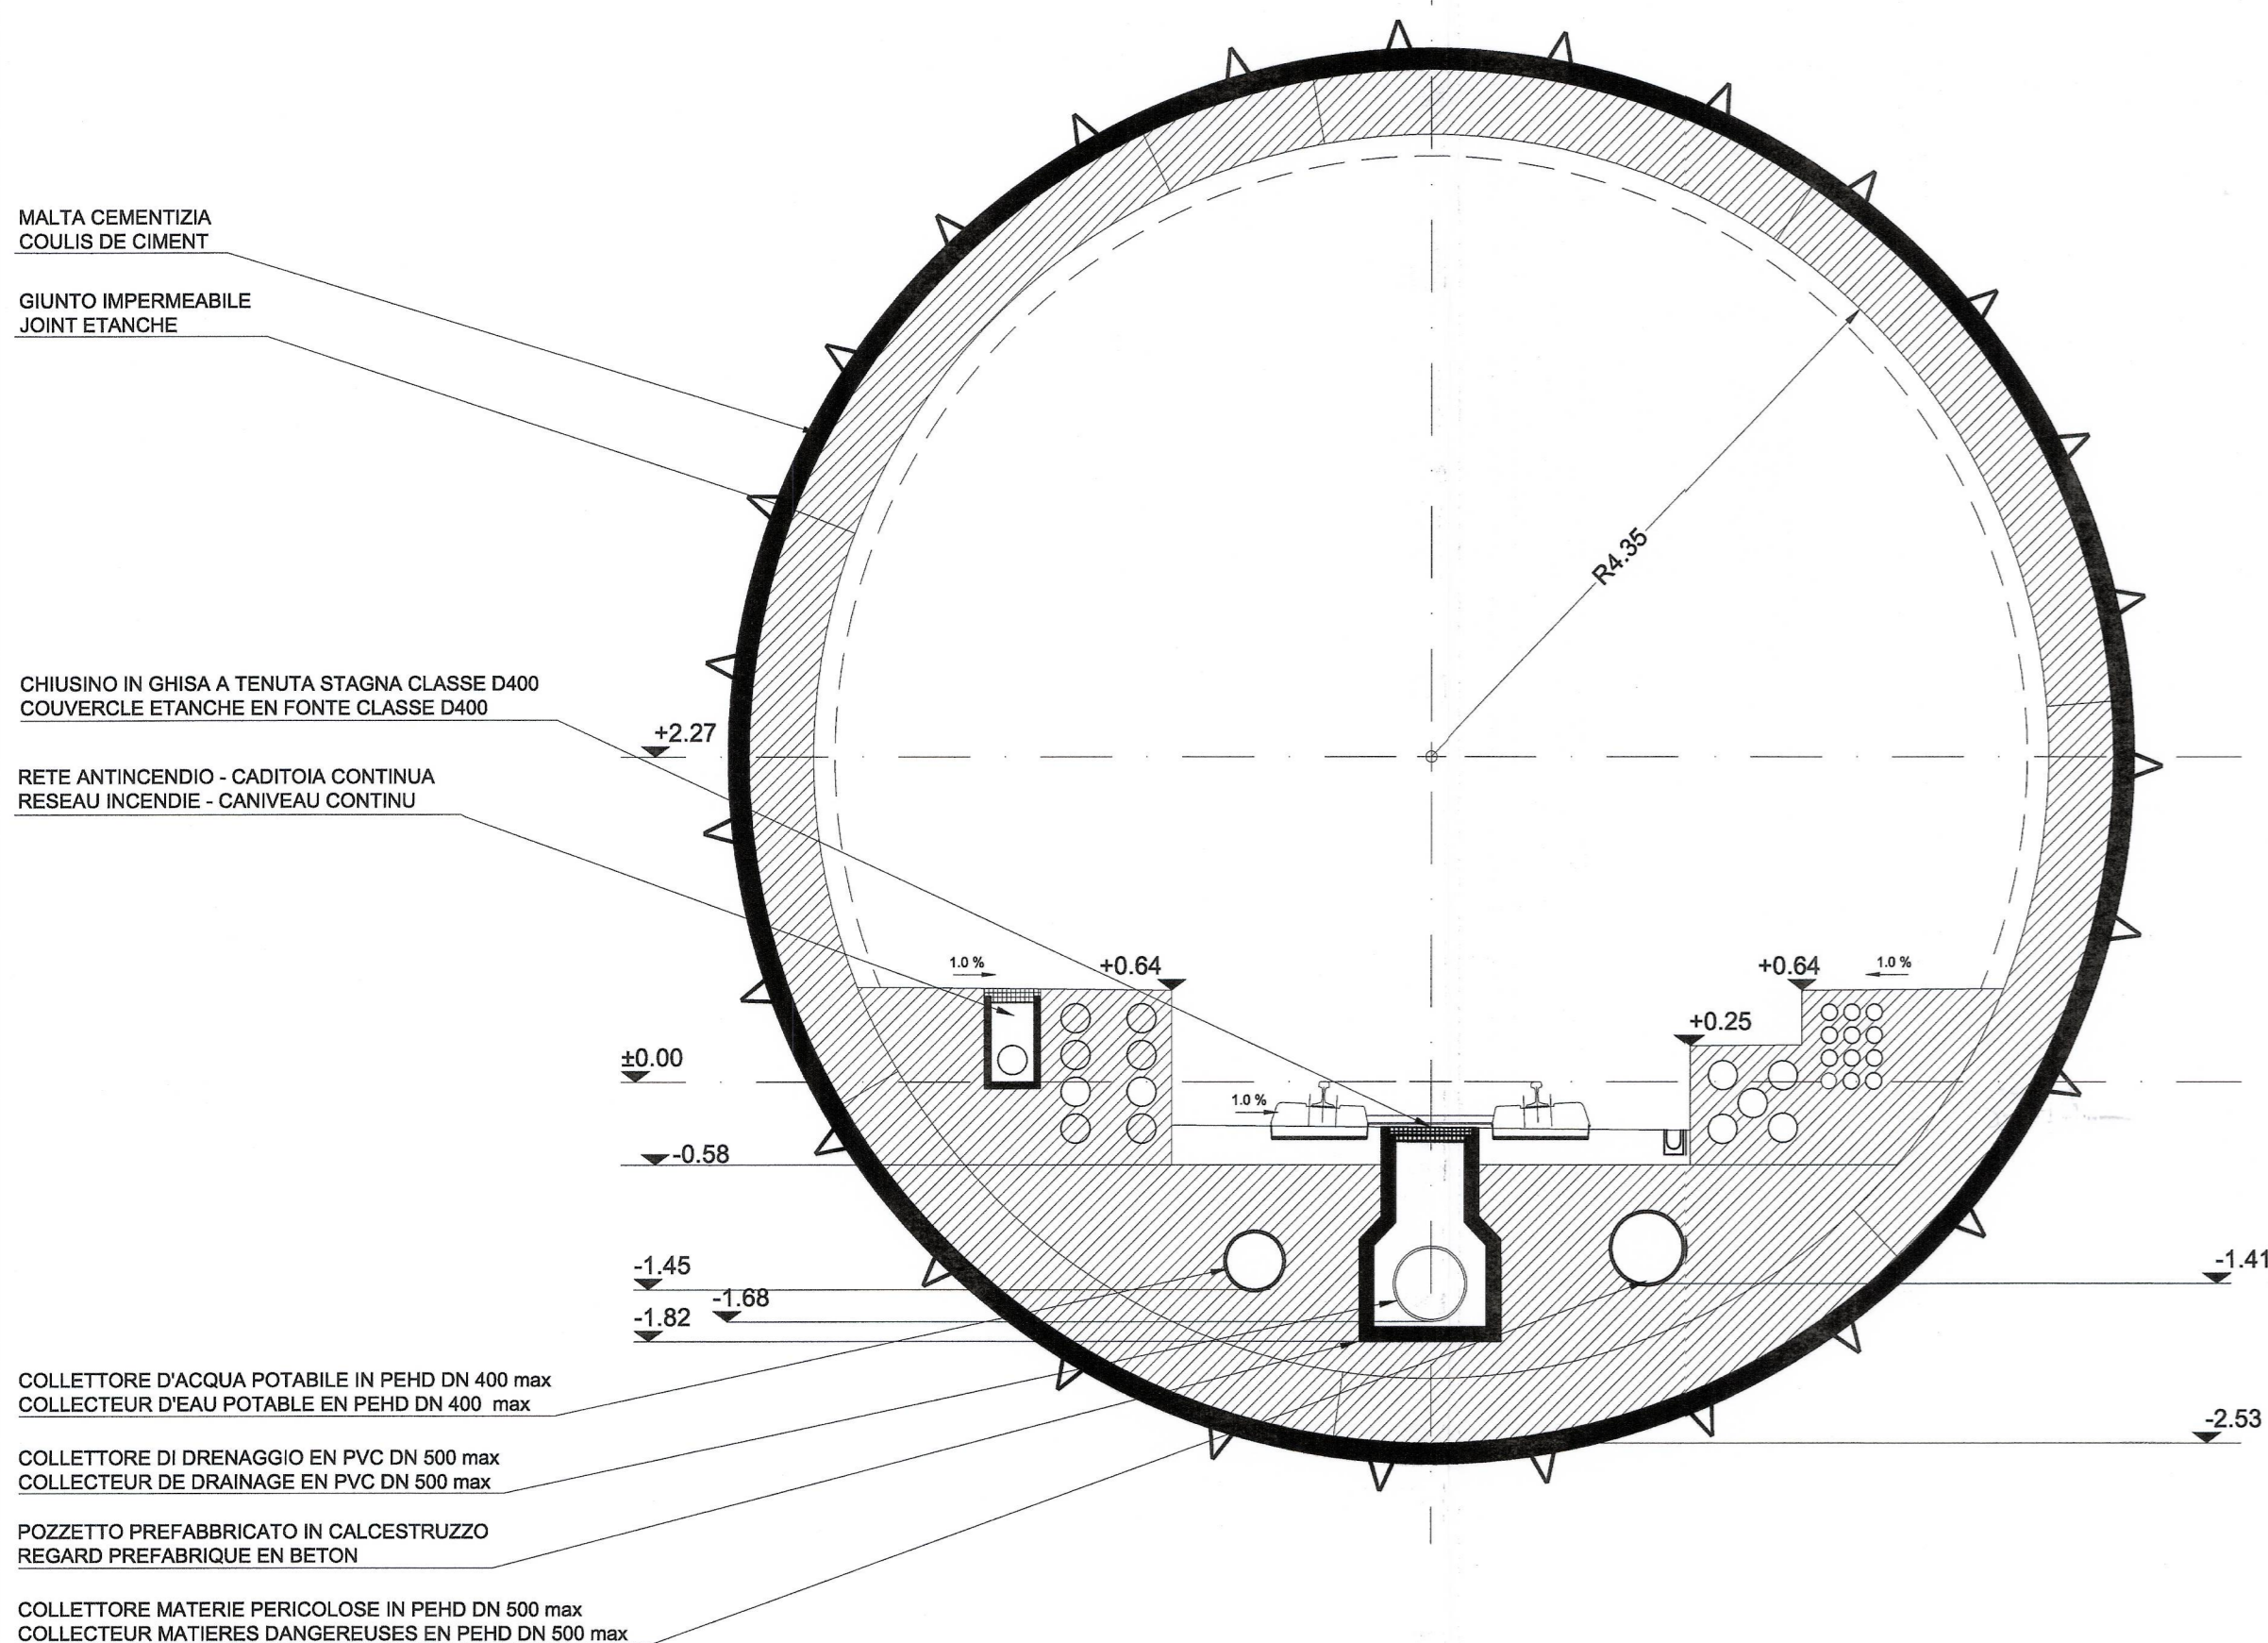 MALTA CEMENTIZIA
COULIS DE CIMENT
GIUNTO IMPERMEABILE
JOINT ETANCHE
R4.35
CHIUSINO IN GHISA A TENUTA STAGNA CLASSE D400
COUVERCLE ETANCHE EN FONTE CLASSE D400
+2.27
RETE ANTINCENDIO - CADITOIA CONTINUA
RESEAU INCENDIE - CANIVEAU CONTINU
1.0 %
+0.64
+0.64
1.0 %
+0.25
±0.00
1.0 %
-0.58
-1.45
-1.41
-1.68
-1.82
COLLETTORE D'ACQUA POTABILE IN PEHD DN 400 max
COLLECTEUR D'EAU POTABLE EN PEHD DN 400 max
-2.53
COLLETTORE DI DRENAGGIO EN PVC DN 500 max
COLLECTEUR DE DRAINAGE EN PVC DN 500 max
POZZETTO PREFABBRICATO IN CALCESTRUZZO
REGARD PREFABRIQUE EN BETON
COLLETTORE MATERIE PERICOLOSE IN PEHD DN 500 max
COLLECTEUR MATIERES DANGEREUSES EN PEHD DN 500 max